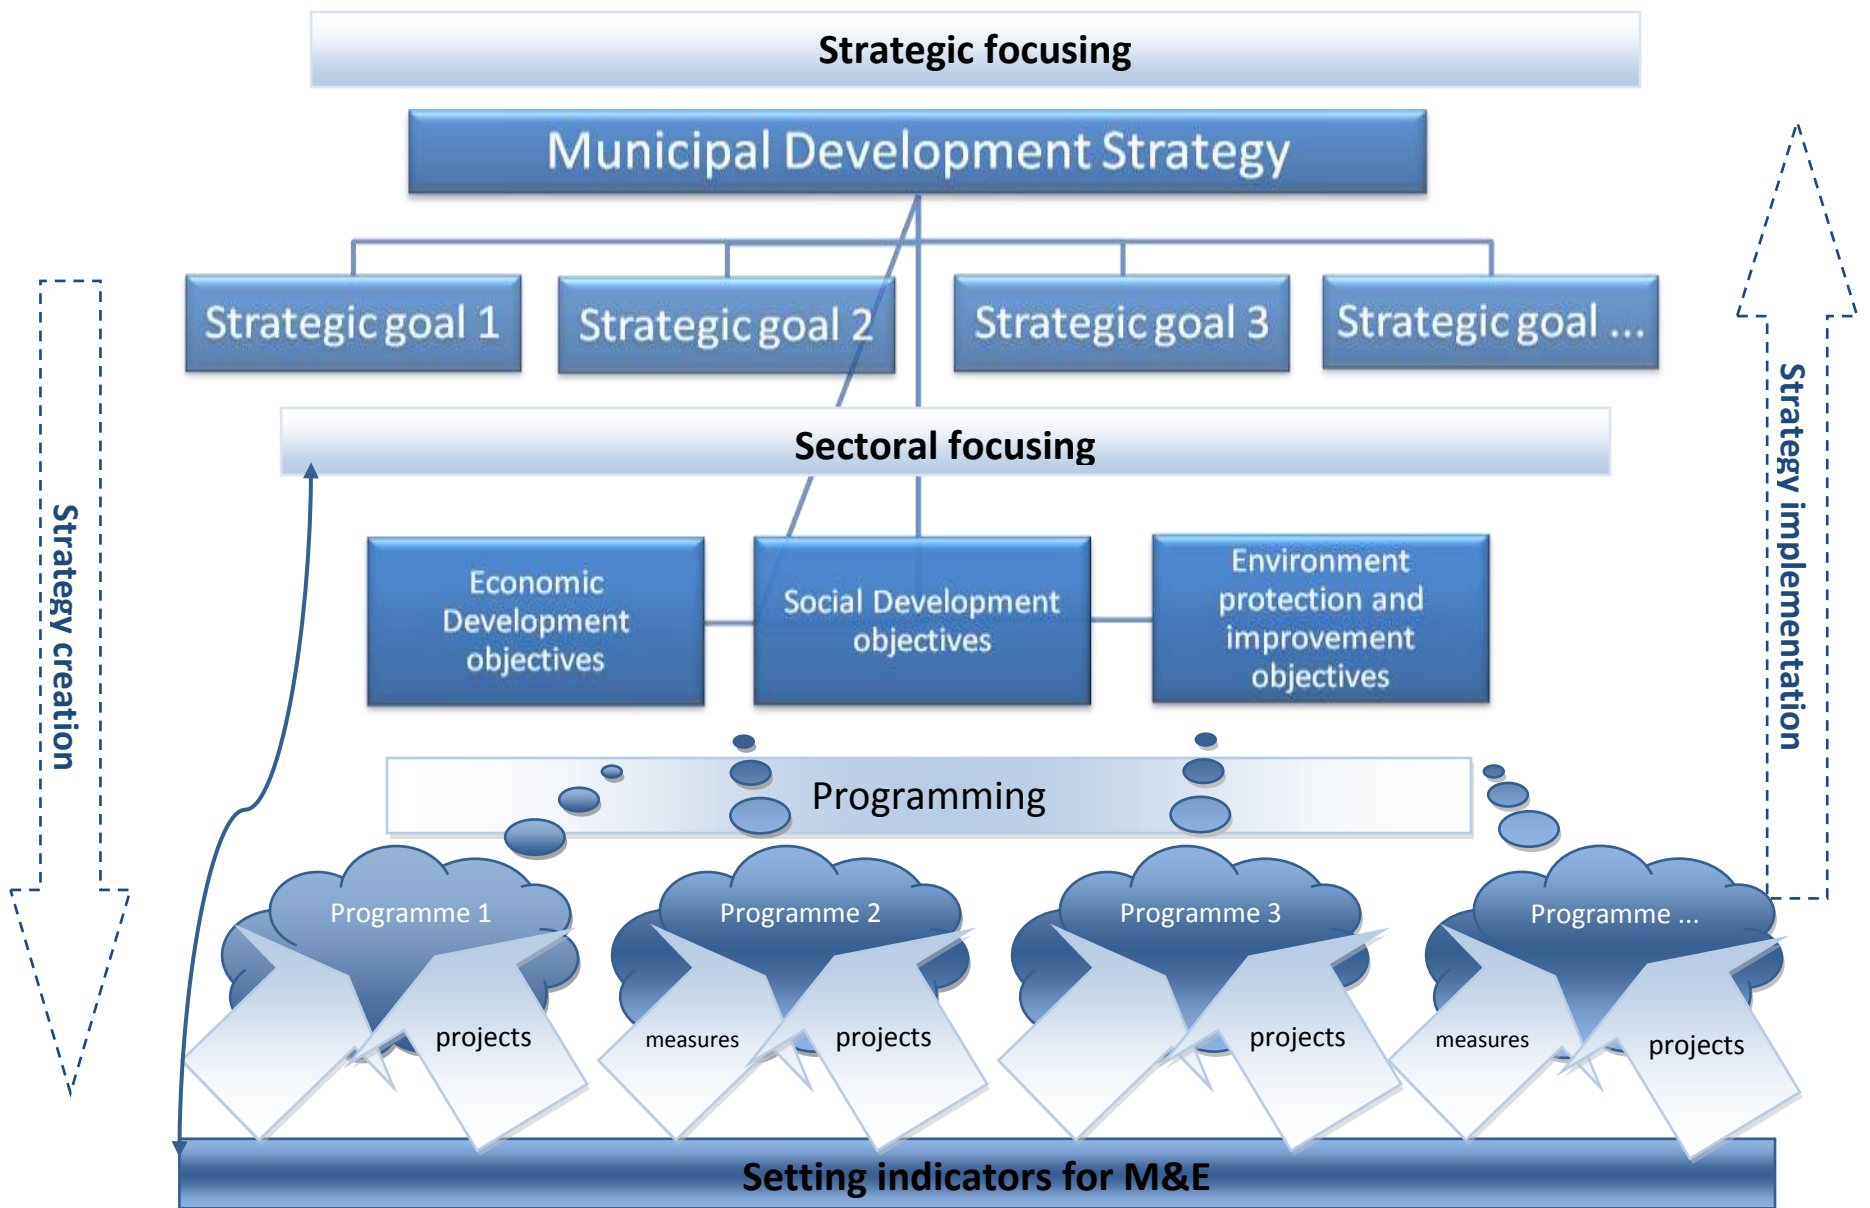 Strategic focusing
Municipal Development Strategy
Strategic goal 1
Strategic goal 2
Strategic goal 3
Strategic goal ...
Sectoral focusing
Strategy creation
Strategy implementation
Economic
Development
objectives
Social Development
objectives
Environment
protection and
improvement
objectives
Programming
Programme 1
Programme 2
Programme 3
Programme ...
projects
measures
projects
projects
measures
projects
Setting indicators for M&E